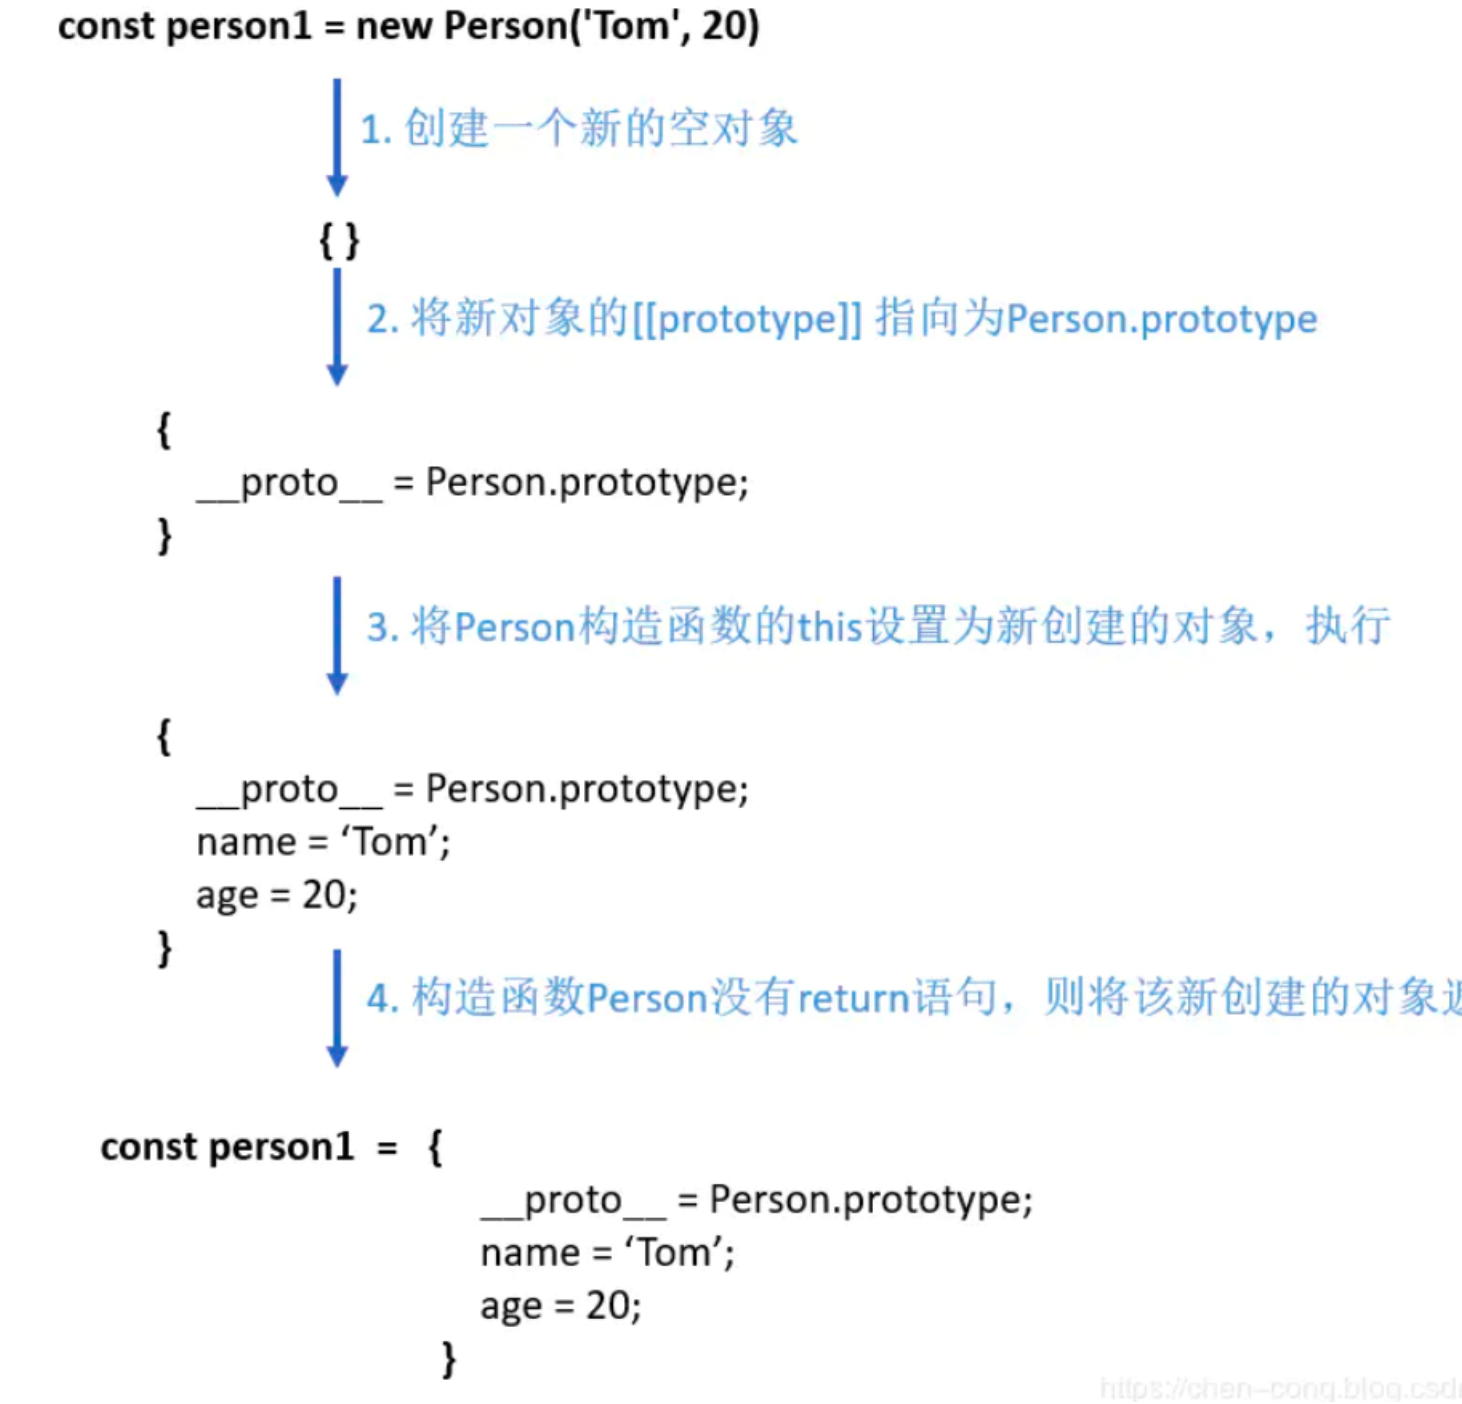 const person1 = new Person('Tom', 20)
1. 创建一个新的空对象
{ }
2. 将新对象的[[prototype]] 指向为Person.prototype
{
__proto__ = Person.prototype;
}
3. 将Person构造函数的this设置为新创建的对象，执行
{
__proto__ = Person.prototype;
name = ‘Tom’;
age = 20;
}
4. 构造函数Person没有return语句，则将该新创建的对象
const person1 = {
__proto__ = Person.prototype;
name = ‘Tom’;
age = 20;
}
https://chen-cong.blog.csd